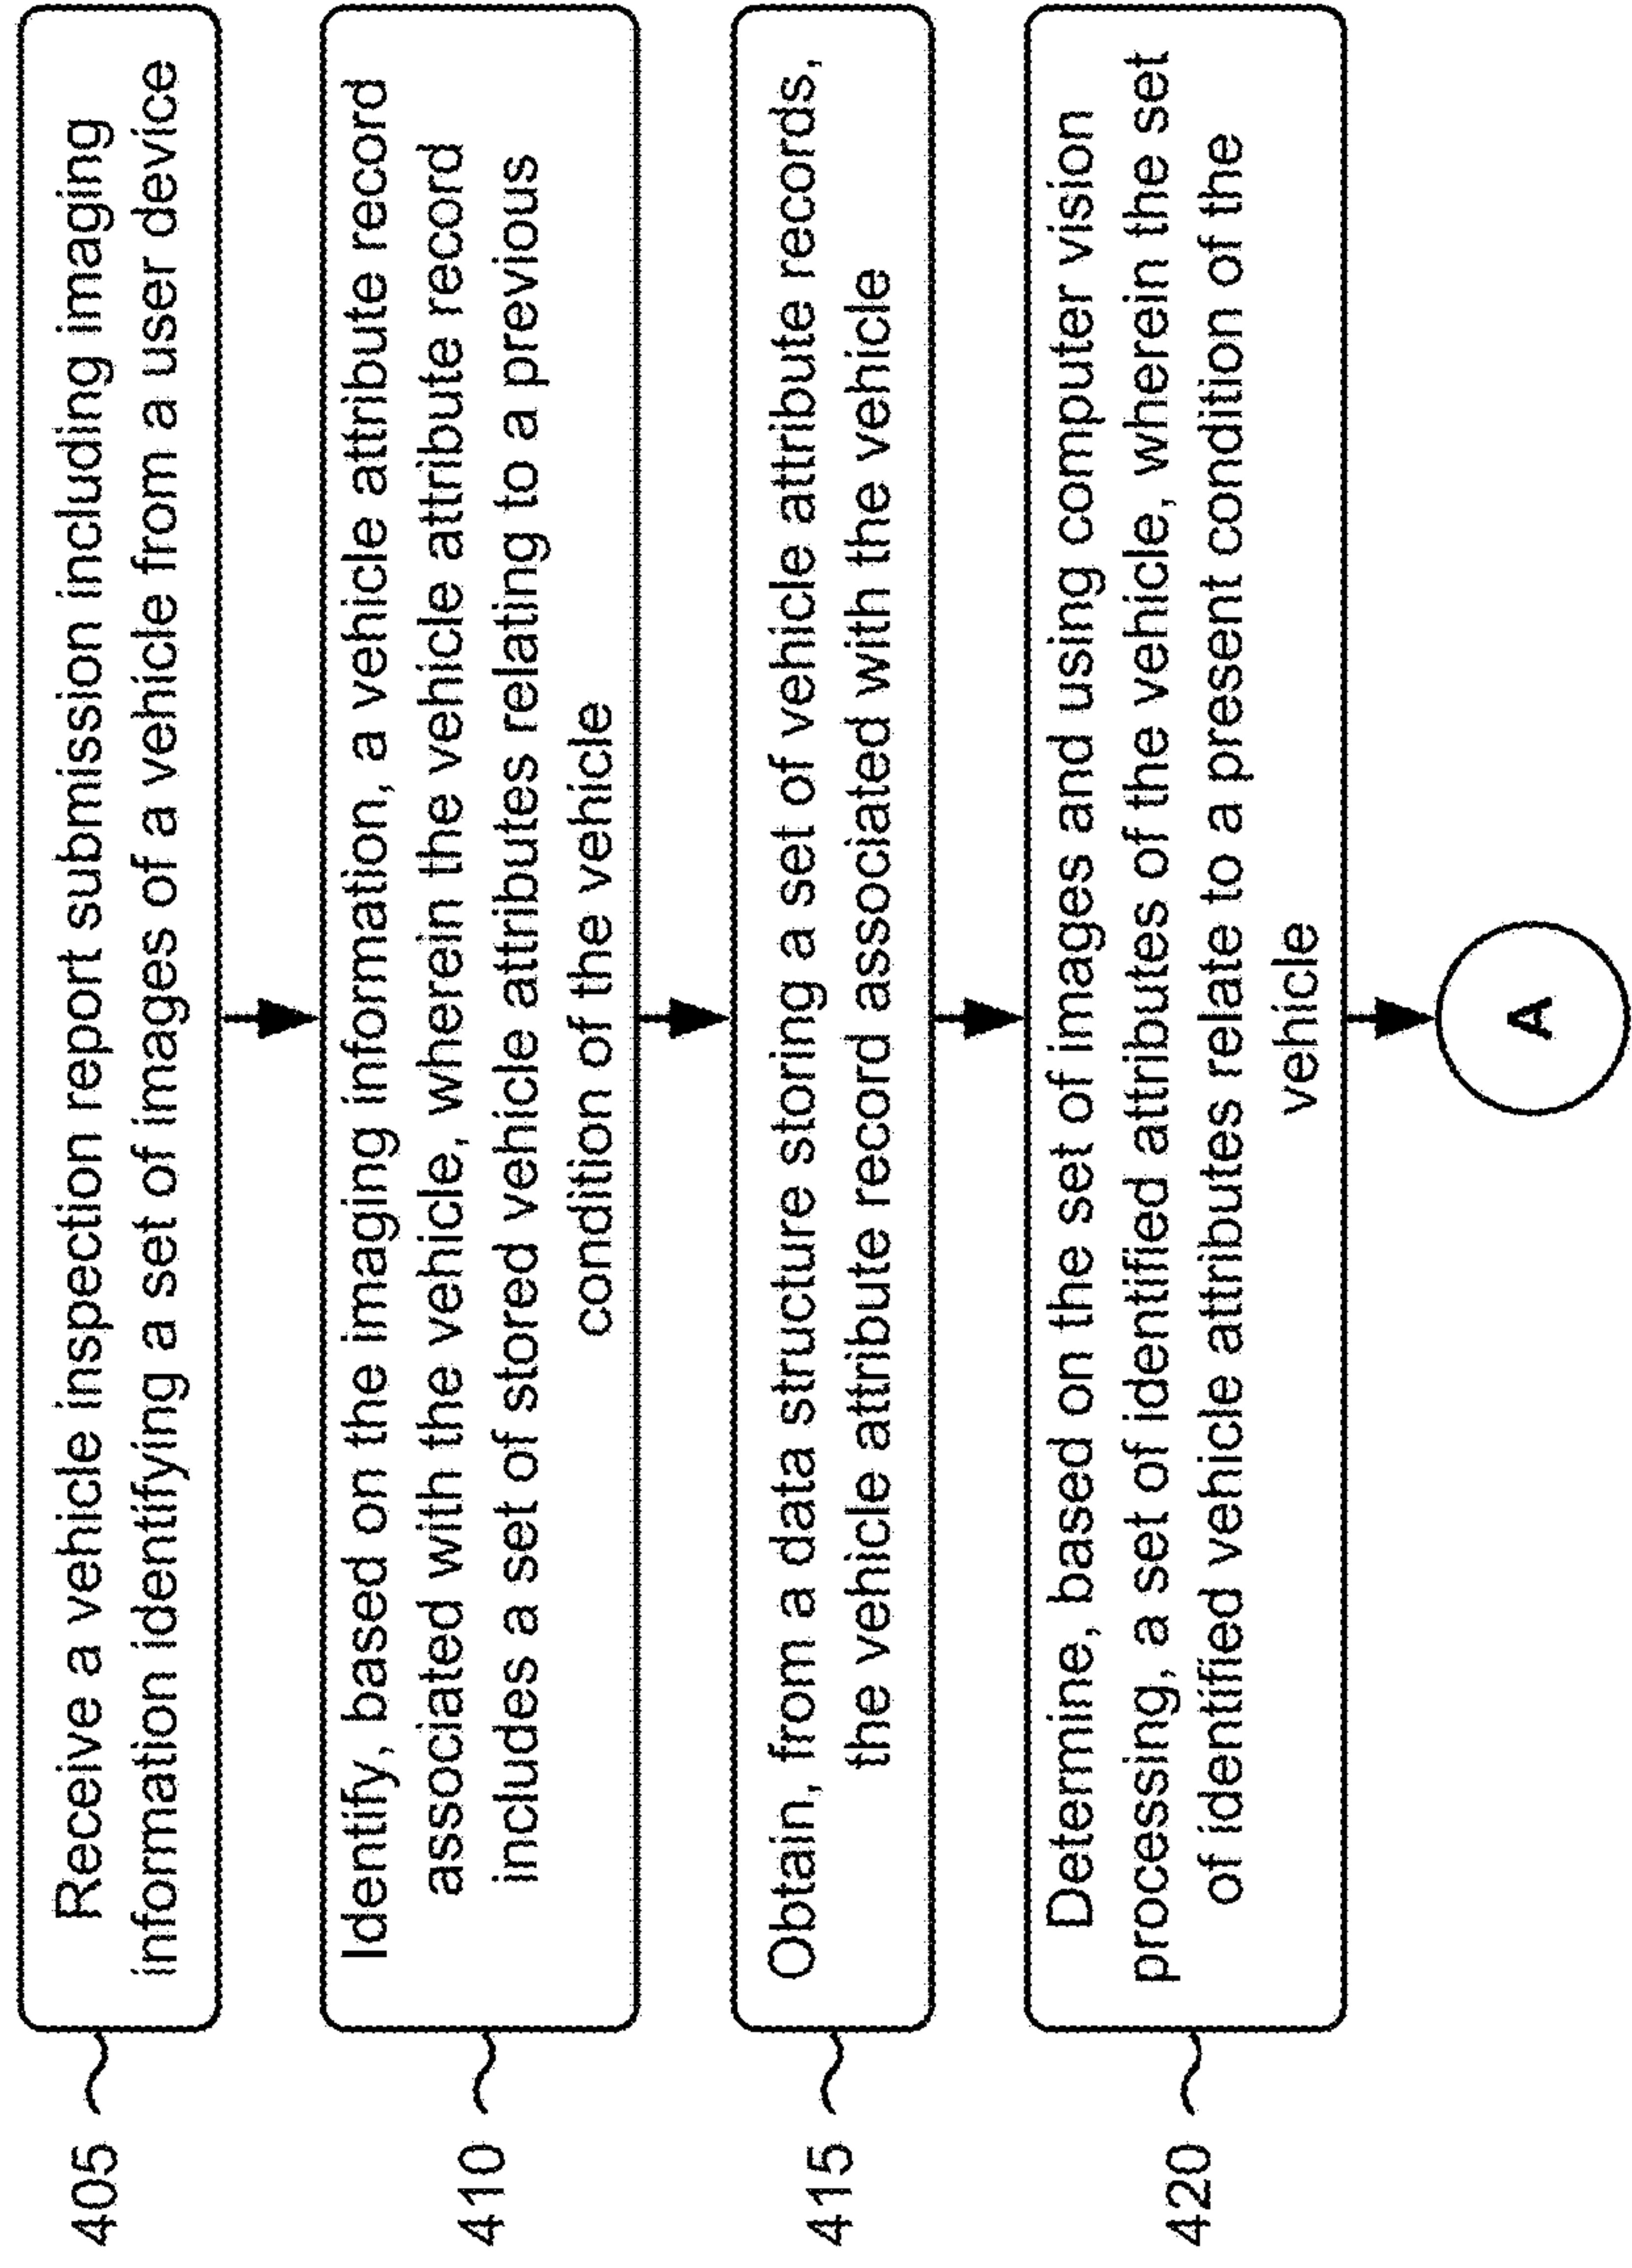 405
Receive a vehicle inspection report submission including imaging
information identifying a set of images of a vehicle from a user device
410
Identify, based on the imaging information, a vehicle attribute record
associated with the vehicle, wherein the vehicle attribute record
includes a set of stored vehicle attributes relating to a previous
condition of the vehicle
415
Obtain, from a data structure storing a set of vehicle attribute records,
the vehicle attribute record associated with the vehicle
420
Determine, based on the set of images and using computer vision
processing, a set of identified attributes of the vehicle, wherein the set
of identified vehicle attributes relate to a present condition of the
vehicle
A